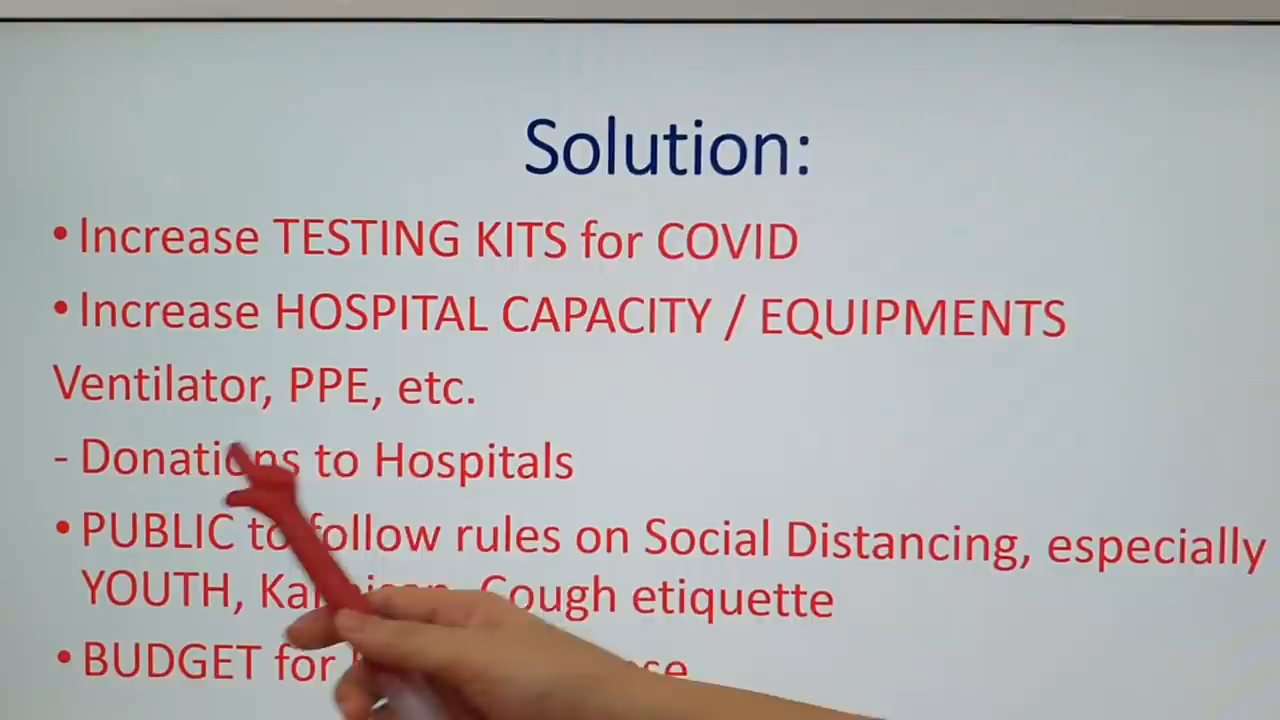 Solution:
• Increase TESTING KITS for COVID
• Increase HOSPITAL CAPACITY / EQUIPMENTS
Ventilator, PPE, etc.
- Donations to Hospitals
• PUBLIC to follow rules on Social Distancing, especially
YOUTH, Cough etiquette
• BUDGET for